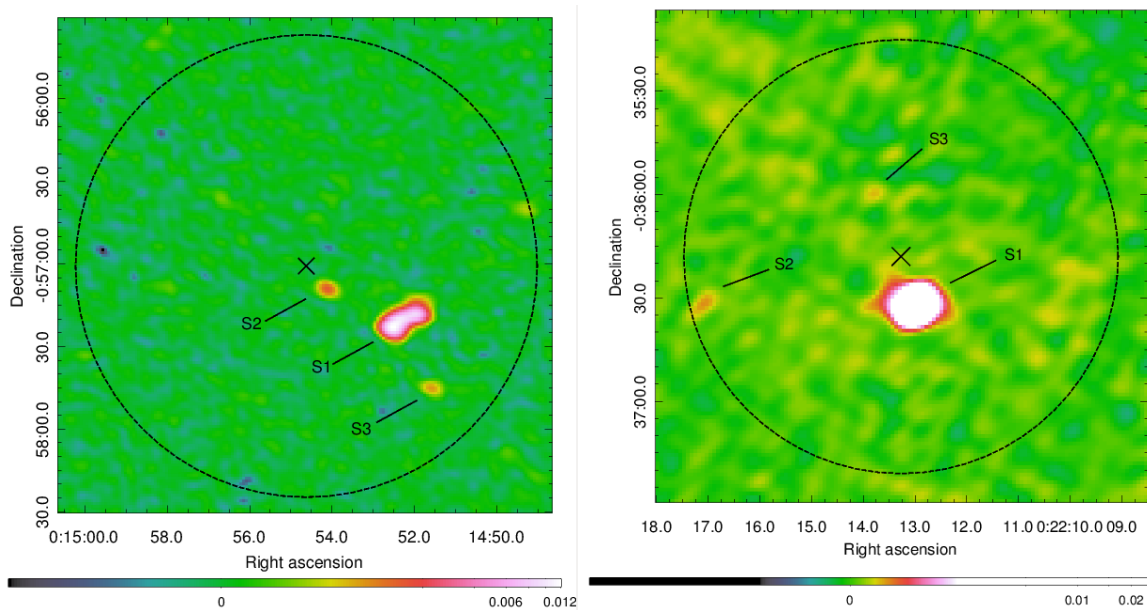 56:00.0
30.0
-0:57:00.0
30.0
58:00.0
30.0
Declination
S2
S1
S3
0:15:00.0 58.0 56.0 54.0 52.0 14:50.0
Right ascension
0 0.006 0.012
35:30.0
-0:36:00.0
30.0
37:00.0
Declination
S3
S2
S1
18.0 17.0 16.0 15.0 14.0 13.0 12.0 11.0 0:22:10.0 09.0
Right ascension
0 0.01 0.02